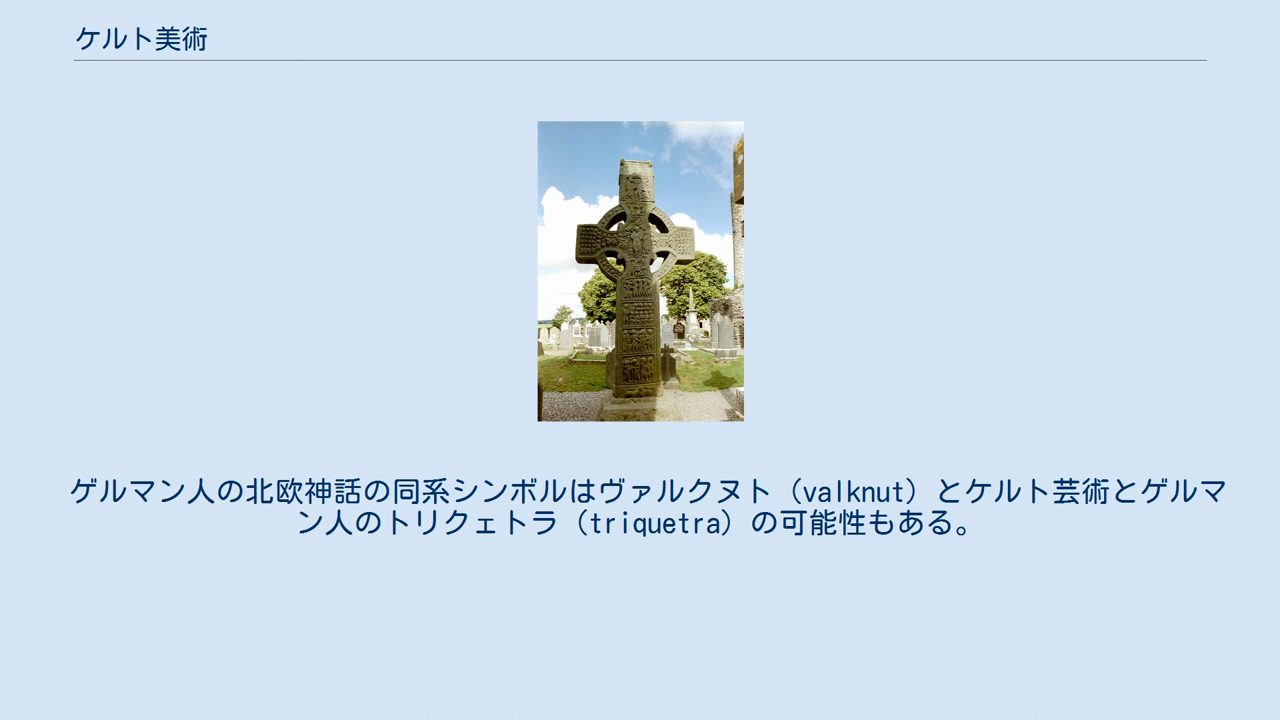 ケルト美術
ゲルマン人の北欧神話の同系シンボルはヴァルクヌト（valknut）とケルト芸術とゲルマ
ン人のトリクェトラ（triquetra）の可能性もある。